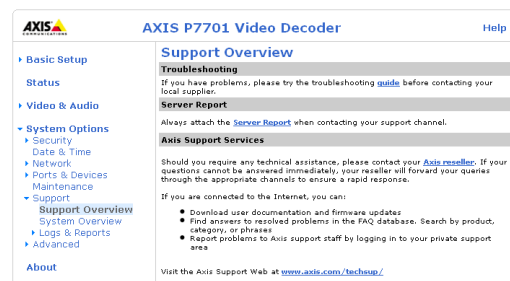 AXIS
COMMUNICATIONS
AXIS P7701 Video Decoder
Help
Basic Setup
Status
Video & Audio
System Options
Security
Date & Time
Network
Ports & Devices
Maintenance
Support
Support Overview
System Overview
Logs & Reports
Advanced
About
Support Overview
Troubleshooting
If you have problems, please try the troubleshooting guide before contacting your
local supplier.
Server Report
Always attach the Server Report when contacting your support channel.
Axis Support Services
Should you require any technical assistance, please contact your Axis reseller. If your
questions cannot be answered immediately, your reseller will forward your queries
through the appropriate channels to ensure a rapid response.
If you are connected to the Internet, you can:
Download user documentation and firmware updates
Find answers to resolved problems in the FAQ database. Search by product,
category, or phrases
Report problems to Axis support staff by logging in to your private support
area
Visit the Axis Support Web at www.axis.com/techsup/